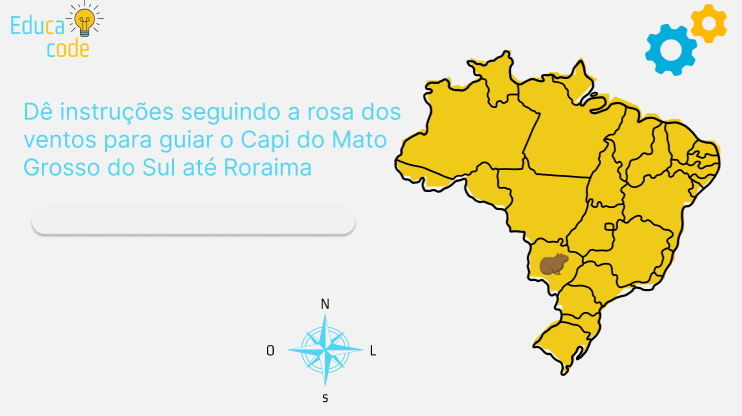 Educa
code
Dê instruções seguindo a rosa dos
ventos para guiar o Capi do Mato
Grosso do Sul até Roraima
N
O
L
s